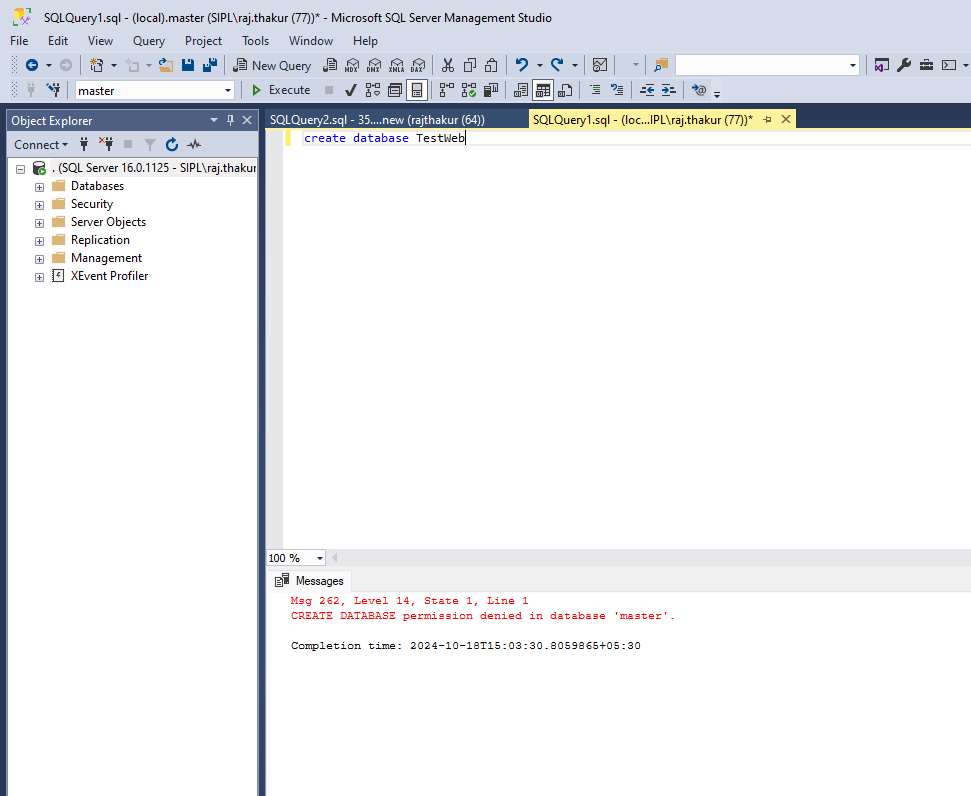 SQLQuery1.sql - (local).master (SIPL\raj.thakur (77))* - Microsoft SQL Server Management Studio
File Edit View Query Project Tools Window Help
New Query MDX DMX XMLA DAX
master Execute
Object Explorer
SQLQuery2.sql - 35....new (rajthakur (64))
SQLQuery1.sql - (loc...IPL\raj.thakur (77))*
Connect
create database TestWeb
. (SQL Server 16.0.1125 - SIPL\raj.thakur
Databases
Security
Server Objects
Replication
Management
XEvent Profiler
100 %
Messages
Msg 262, Level 14, State 1, Line 1
CREATE DATABASE permission denied in database 'master'.
Completion time: 2024-10-18T15:03:30.8059865+05:30